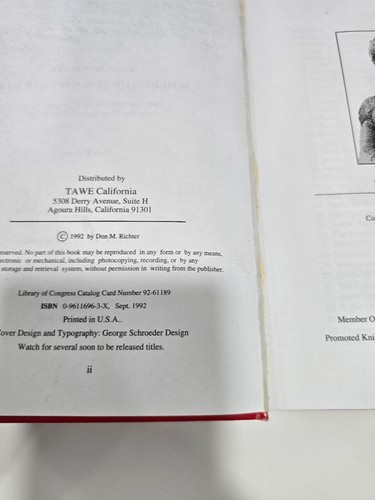 Distributed by
TAWE California
5308 Derry Avenue, Suite H
Agoura Hills, California 91301
© 1992 by Don M. Richter
eserved. No part of this book may be reproduced in any form or by any means,
ectronic or mechanical, including photocopying, recording, or by any
storage and retrieval system, without permission in writing from the publisher.
Library of Congress Catalog Card Number 92-61189
ISBN 0-9611696-3-X, Sept. 1992
Printed in U.S.A..
over Design and Typography: George Schroeder Design
Watch for several soon to be released titles.
ii
Co
Member O
Promoted Kni